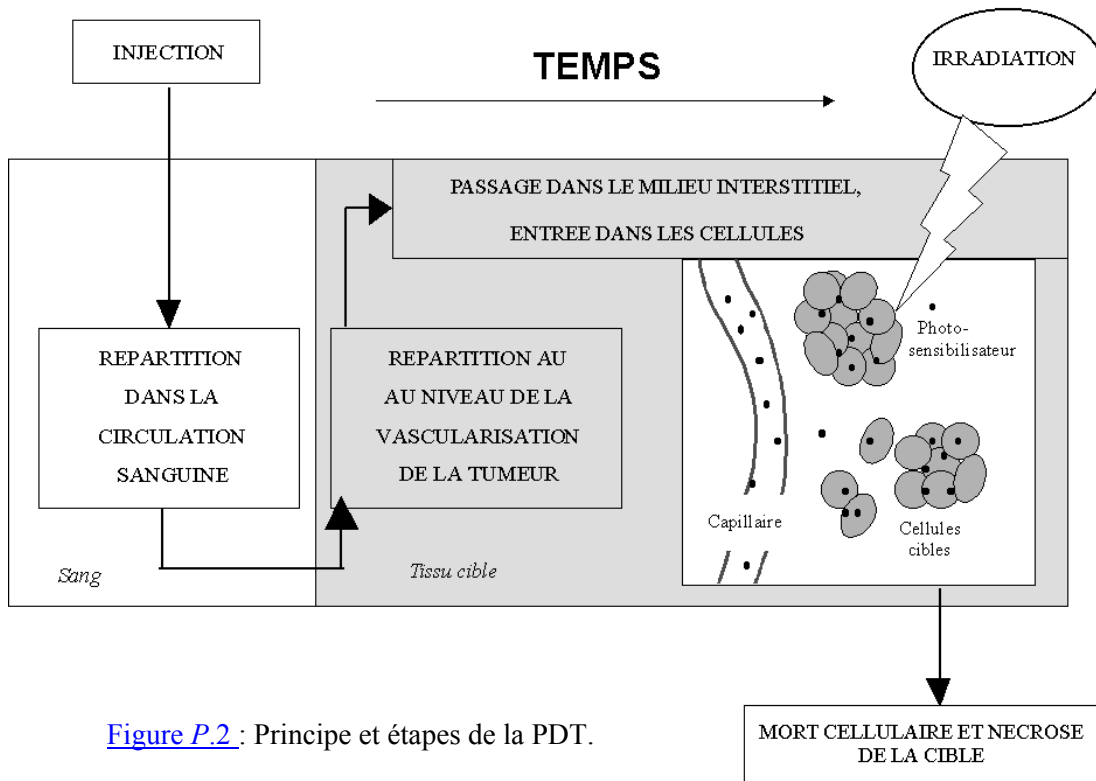 INJECTION
TEMPS
IRRADIATION
PASSAGE DANS LE MILIEU INTERSTITIEL,
ENTREE DANS LES CELLULES
REPARTITION
DANS LA
CIRCULATION
SANGUINE
REPARTITION AU
AU NIVEAU DE LA
VASCULARISATION
DE LA TUMEUR
Photo-
sensibilisateur
Capillaire
Cellules
cibles
Sang
Tissu cible
Figure P.2 : Principe et étapes de la PDT.
MORT CELLULAIRE ET NECROSE
DE LA CIBLE